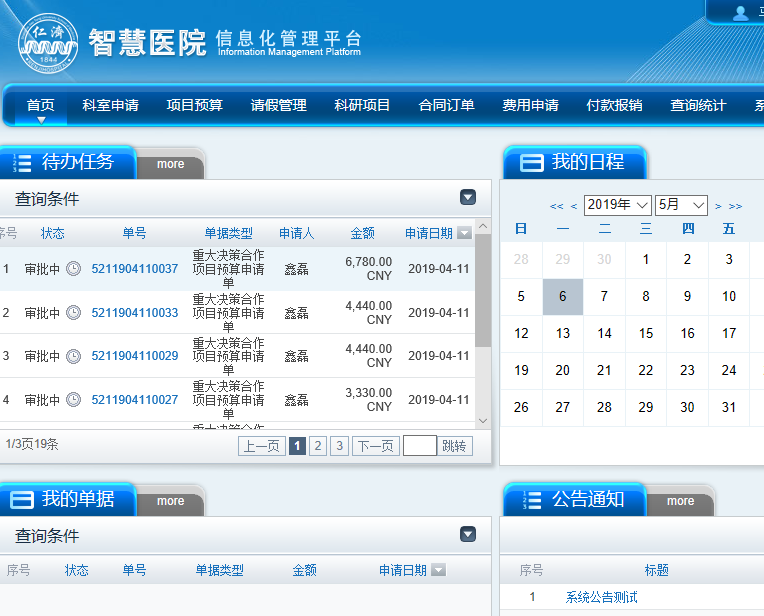 仁济
1844
智慧医院 信息化管理平台
Information Management Platform
首页 科室申请 项目预算 请假管理 科研项目 合同订单 费用申请 付款报销 查询统计
待办任务 more
查询条件
序号 状态 单号 单据类型 申请人 金额 申请日期
1 审批中 5211904110037 重大决策合作项目预算申请单 鑫磊 6,780.00 CNY 2019-04-11
2 审批中 5211904110033 重大决策合作项目预算申请单 鑫磊 4,440.00 CNY 2019-04-11
3 审批中 5211904110029 重大决策合作项目预算申请单 鑫磊 4,440.00 CNY 2019-04-11
4 审批中 5211904110027 重大决策合作项目预算申请单 鑫磊 3,330.00 CNY 2019-04-11
1/3页19条 上一页 1 2 3 下一页 跳转
我的日程
<< < 2019年 5月 > >>
日 一 二 三 四 五
28 29 30 1 2 3
5 6 7 8 9 10
12 13 14 15 16 17
19 20 21 22 23 24
26 27 28 29 30 31
我的单据 more
查询条件
序号 状态 单号 单据类型 金额 申请日期
公告通知 more
序号 标题
1 系统公告测试